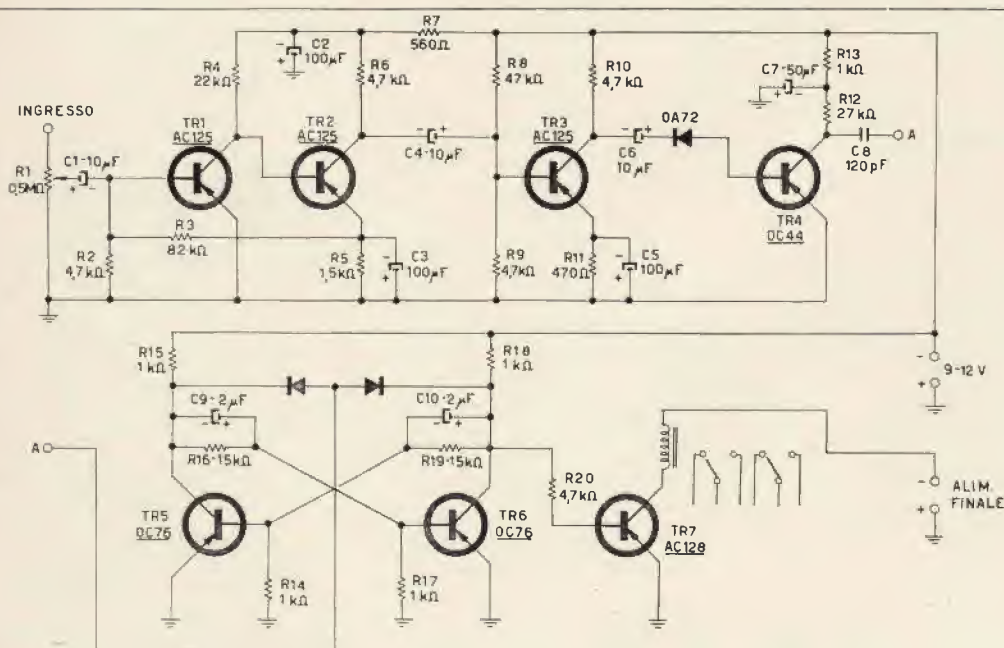 R7
560Ω
C2
100µF
R4
22kΩ
R6
4,7kΩ
R8
47kΩ
R10
4,7kΩ
R13
1kΩ
C7-50µF
R12
27kΩ
INGRESSO
TR1
AC125
TR2
AC125
TR3
AC125
OA72
A
C8
120pF
C4-10µF
C6
10µF
R1
0,5MΩ
C1-10µF
TR4
OC44
R3
82kΩ
R2
4,7kΩ
R5
1,5kΩ
C3
100µF
R9
4,7kΩ
R11
470Ω
C5
100µF
R15
1kΩ
R18
1kΩ
9-12 V
C9-2µF
C10-2µF
A
R16-15kΩ
R19-15kΩ
R20
4,7kΩ
ALIM.
FINALE
TR5
OC76
TR6
OC76
TR7
AC128
R14
1kΩ
R17
1kΩ